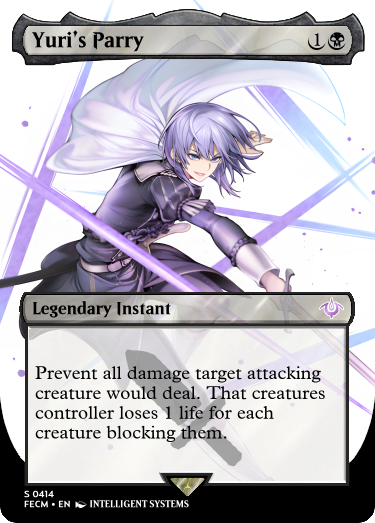 Yuri's Parry 1
Legendary Instant
Prevent all damage target attacking
creature would deal. That creatures
controller loses 1 life for each
creature blocking them.
S 0414
FECM • EN INTELLIGENT SYSTEMS